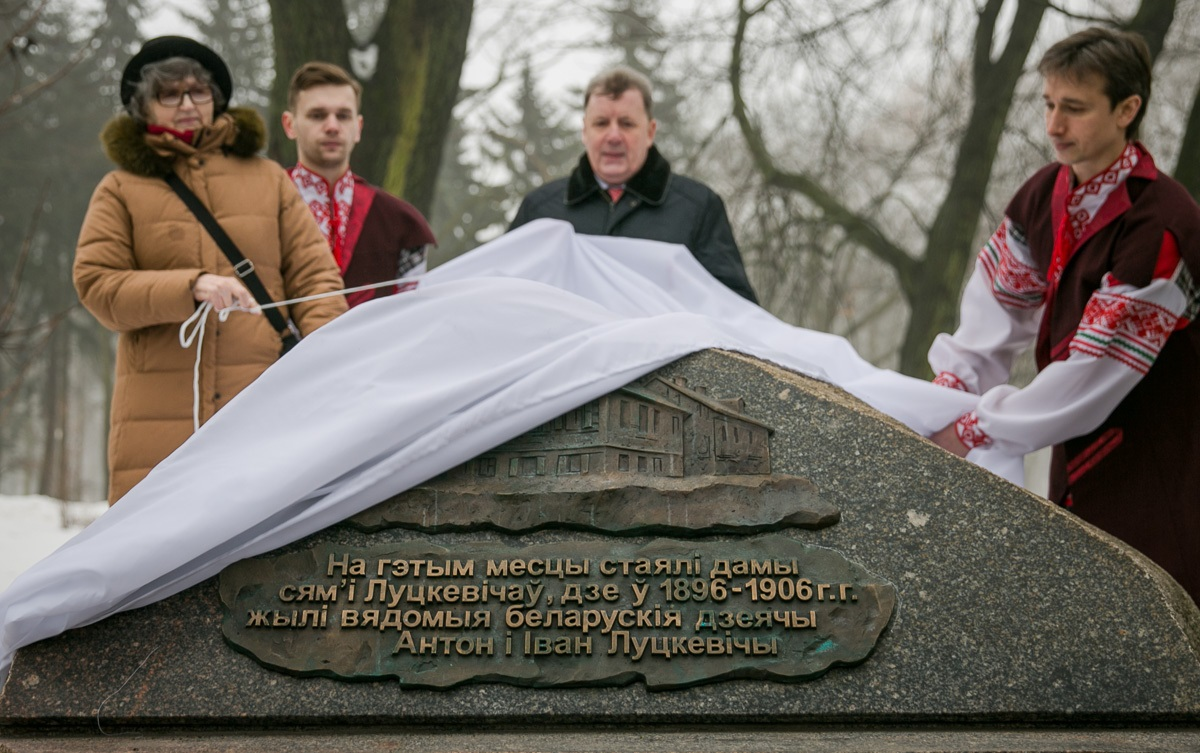 На гэтым месцы стаялі дамы
сям'і Луцкевічаў, дзе ў 1896-1906 г.г.
жылі вядомыя беларускія дзеячы
Антон і Іван Луцкевічы